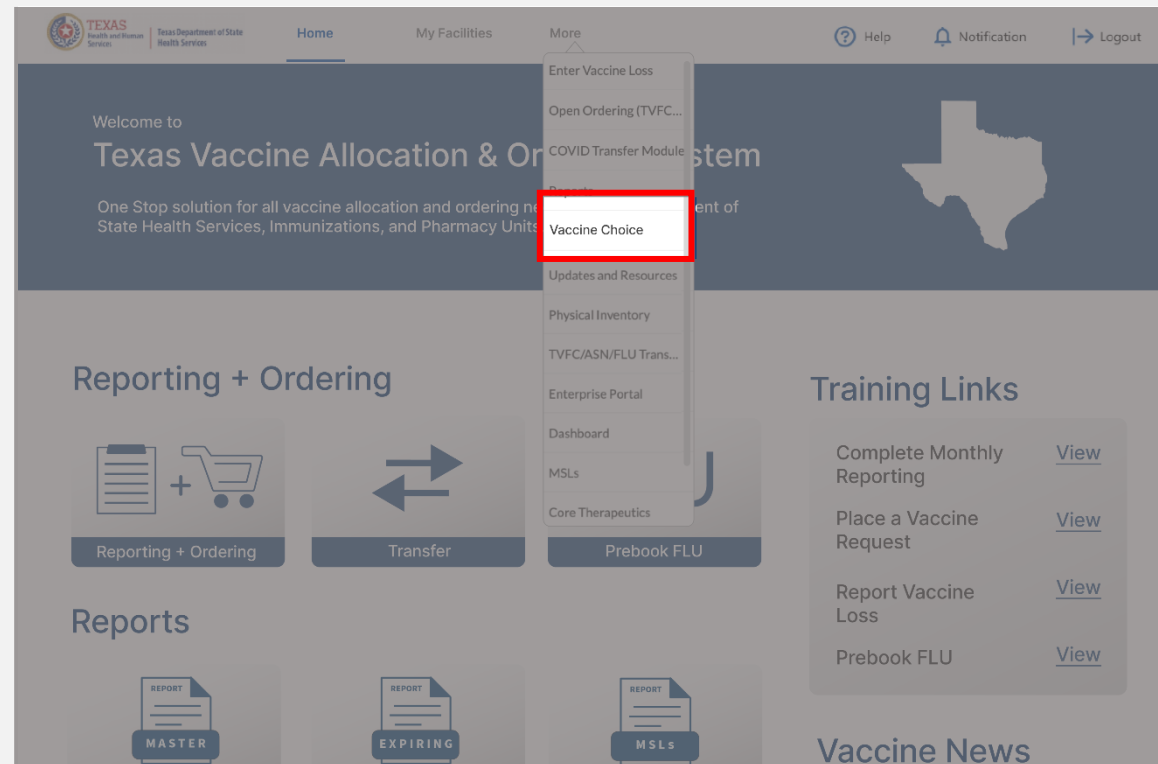 TEXAS
Health and Human
Services
Texas Department of State
Health Services
Home
My Facilities
More
Help
Notification
Logout
Enter Vaccine Loss
Open Ordering (TVFC...
COVID Transfer Module
Reports
Vaccine Choice
Updates and Resources
Physical Inventory
TVFC/ASN/FLU Trans...
Enterprise Portal
Dashboard
MSLs
Core Therapeutics
Welcome to
Texas Vaccine Allocation & Or stem
One Stop solution for all vaccine allocation and ordering ne ent of
State Health Services, Immunizations, and Pharmacy Units
Reporting + Ordering
Reporting + Ordering
Transfer
Prebook FLU
Training Links
Complete Monthly
Reporting
View
Place a Vaccine
Request
View
Report Vaccine
Loss
View
Prebook FLU
View
Reports
REPORT
MASTER
REPORT
EXPIRING
REPORT
MSLs
Vaccine News